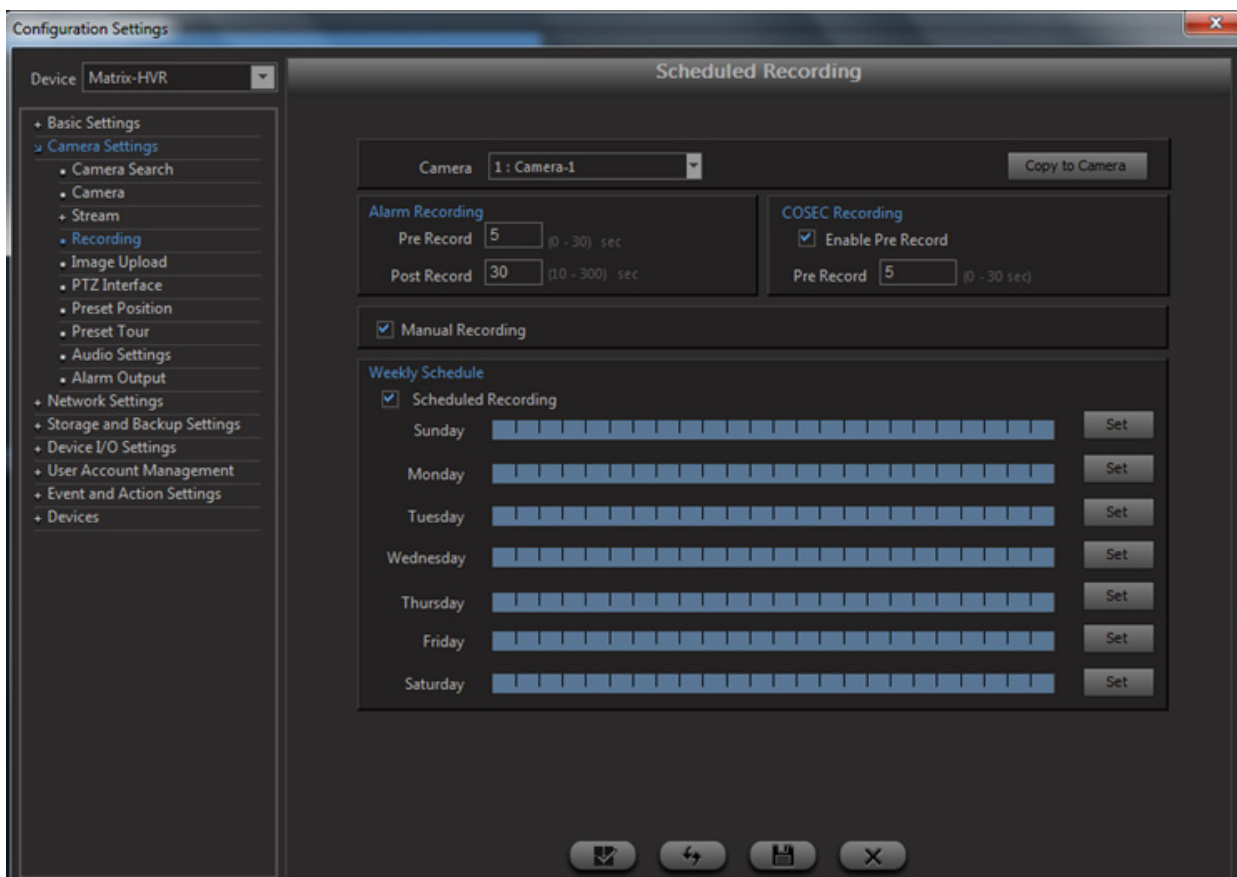 Configuration Settings
Device Matrix-HVR
+ Basic Settings
Camera Settings
• Camera Search
• Camera
+ Stream
• Recording
• Image Upload
• PTZ Interface
• Preset Position
• Preset Tour
• Audio Settings
• Alarm Output
+ Network Settings
+ Storage and Backup Settings
+ Device I/O Settings
+ User Account Management
+ Event and Action Settings
+ Devices
Scheduled Recording
Camera 1 : Camera-1 Copy to Camera
Alarm Recording
Pre Record 5 (0 - 30) sec
Post Record 30 (10 - 300) sec
COSEC Recording
Enable Pre Record
Pre Record 5 (0 - 30 sec)
Manual Recording
Weekly Schedule
Scheduled Recording
Sunday Set
Monday Set
Tuesday Set
Wednesday Set
Thursday Set
Friday Set
Saturday Set